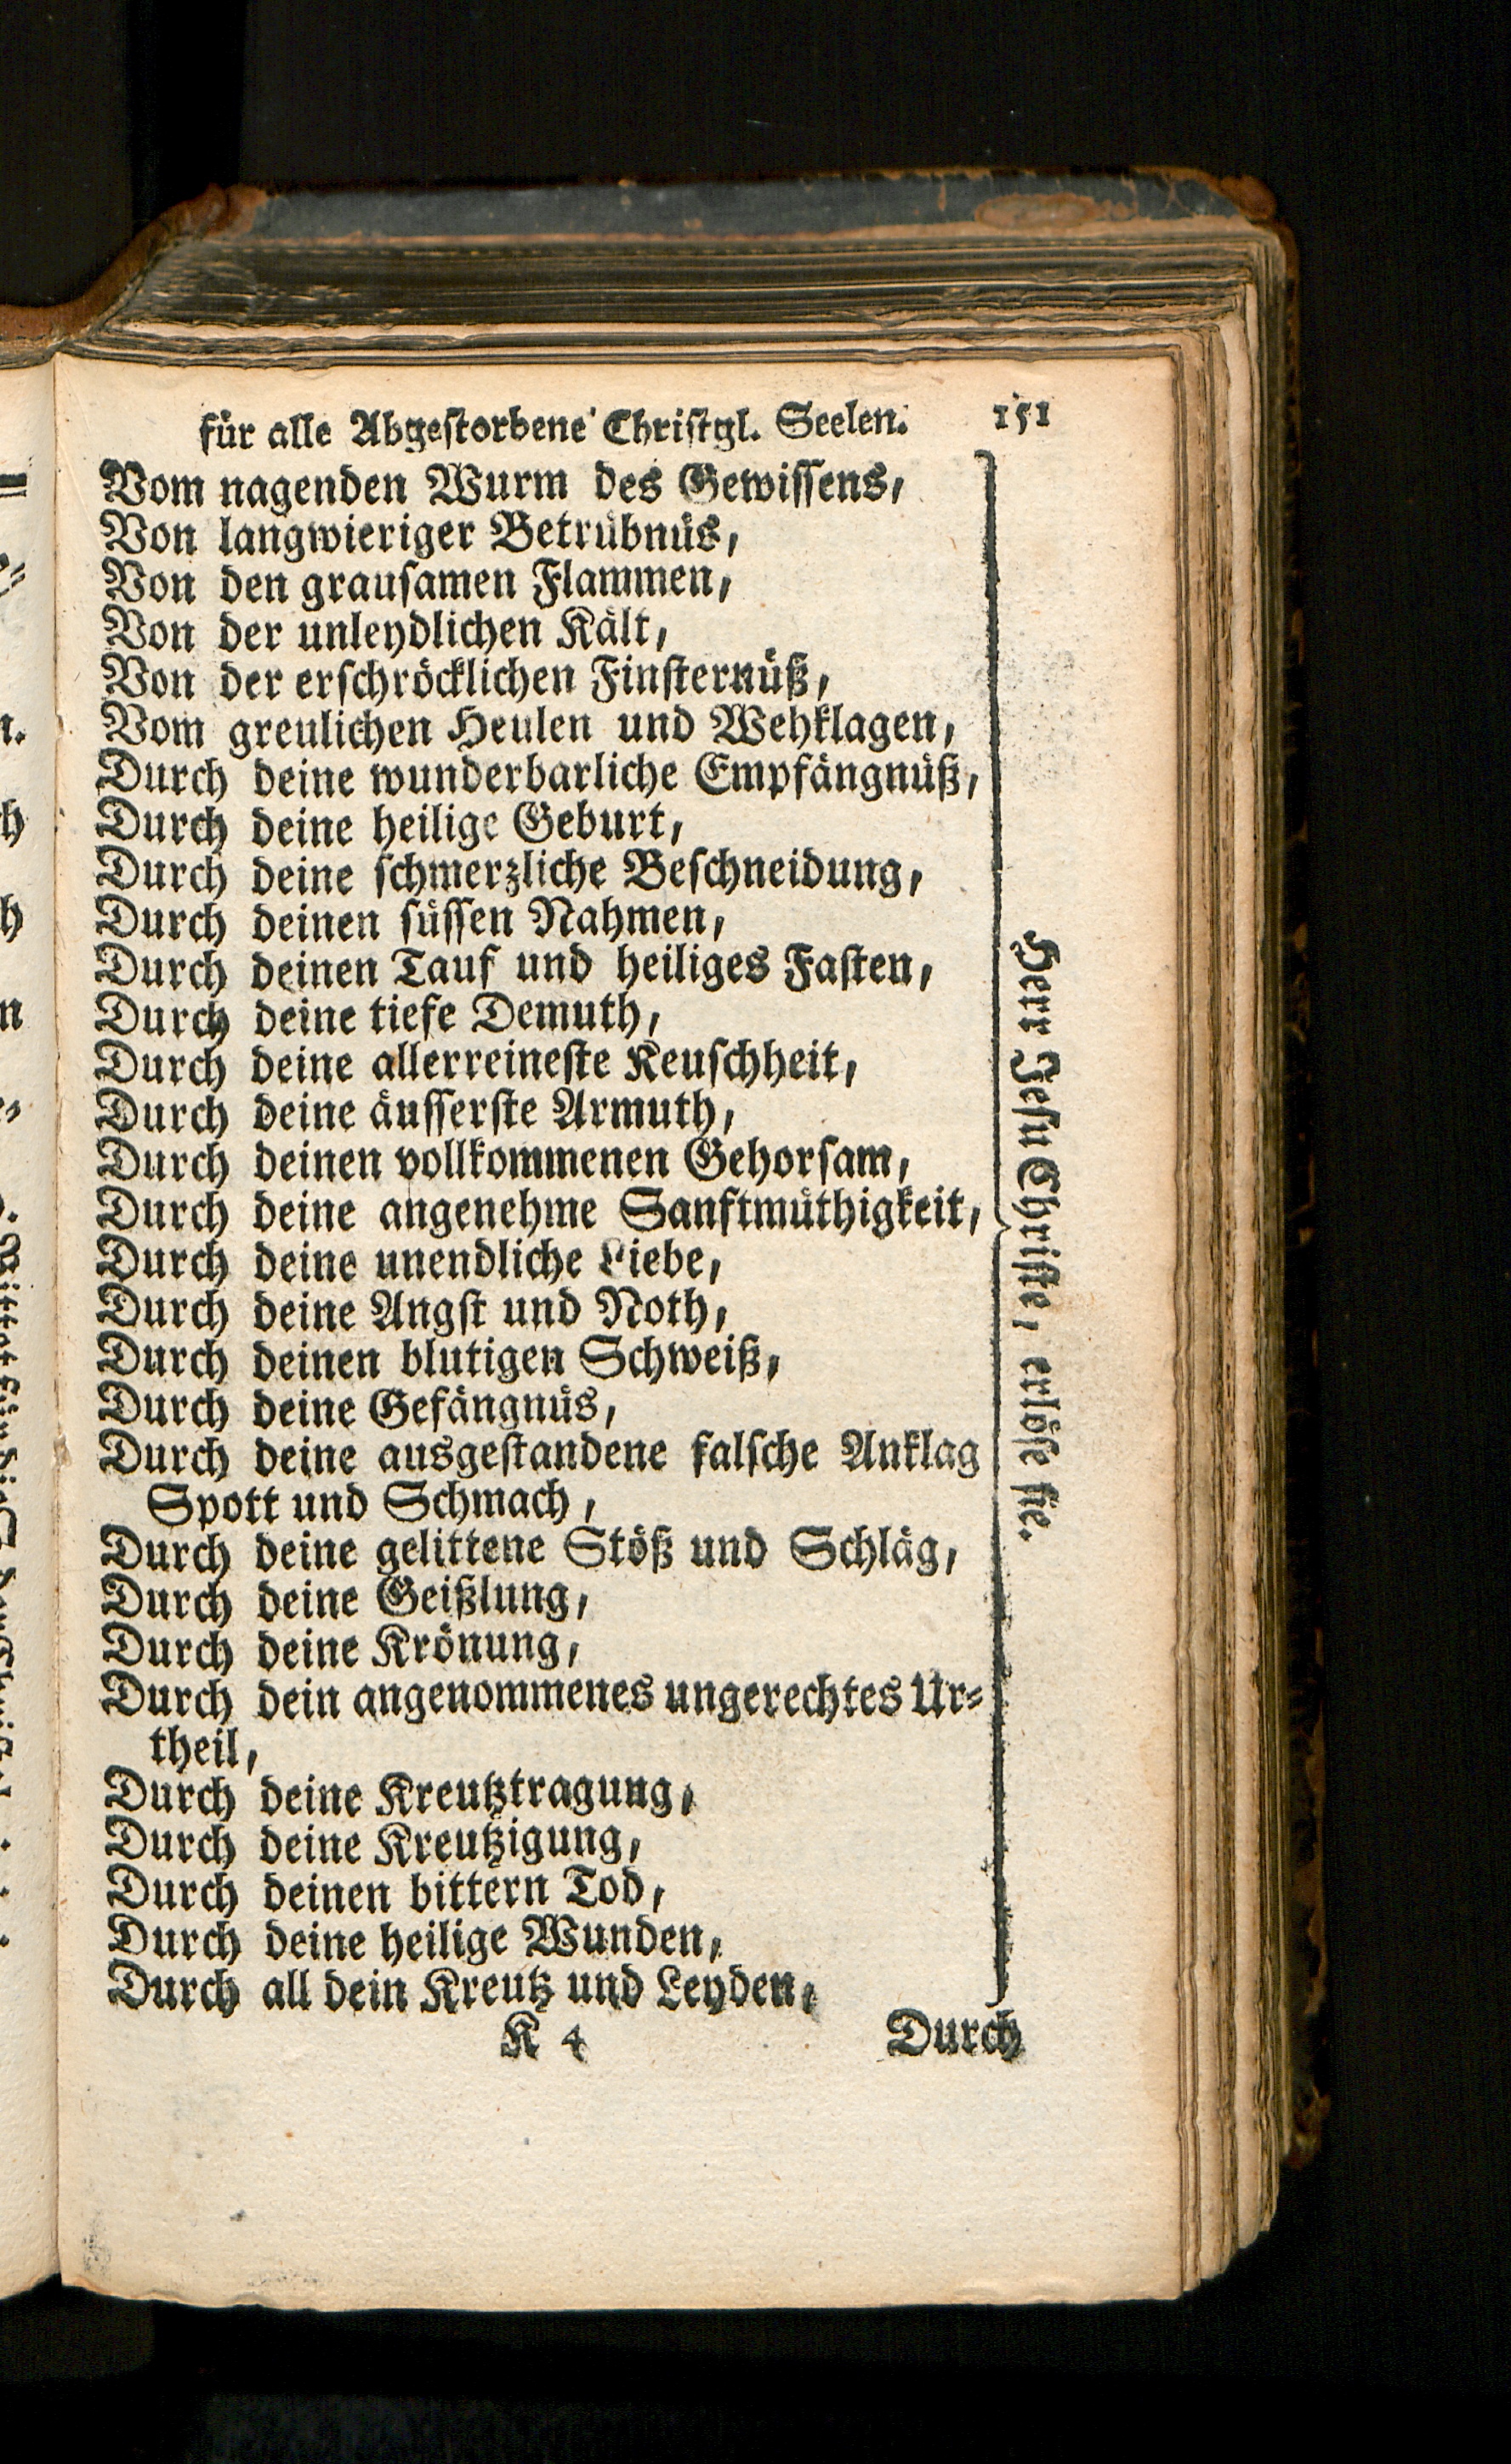 für alle Abgestorbene Christgl. Seelen. 151
Vom nagenden Wurm des Gewissens,
Von langwieriger Betrübnüs,
Von den grausamen Flammen,
Von der unleydlichen Kält,
Von der erschröcklichen Finsternüß,
Vom greulichen Heulen und Wehklagen,
Durch deine wunderbarliche Empfängnüß,
Durch deine heilige Geburt,
Durch deine schmerzliche Beschneidung,
Durch deinen süssen Nahmen,
Durch deinen Tauf und heiliges Fasten,
Durch deine tiefe Demuth,
Durch deine allerreineste Keuschheit,
Durch deine äusserste Armuth,
Durch deinen vollkommenen Gehorsam,
Durch deine angenehme Sanftmüthigkeit,
Durch deine unendliche Liebe,
Durch deine Angst und Noth,
Durch deinen blutigen Schweiß,
Durch deine Gefängnüs,
Durch deine ausgestandene falsche Anklag
Spott und Schmach,
Durch deine gelittene Stöß und Schläg,
Durch deine Geißlung,
Durch deine Krönung,
Durch dein angenommenes ungerechtes Ur-
theil,
Durch deine Kreutztragung,
Durch deine Kreutzigung,
Durch deinen bittern Tod,
Durch deine heilige Wunden,
Durch all dein Kreutz und Leyden,
Herr Jesu Christe, erlöse sie.
K 4 Durch